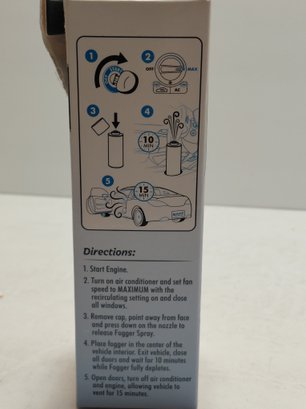 1
2
OFF
MAX
AC
3
4
10
MIN
5
15
MIN
Directions:
1. Start Engine.
2. Turn on air conditioner and set fan
speed to MAXIMUM with the
recirculating setting on and close
all windows.
3. Remove cap, point away from face
and press down on the nozzle to
release Fogger Spray.
4. Place fogger in the center of the
vehicle interior. Exit vehicle, close
all doors and wait for 10 minutes
while Fogger fully depletes.
5. Open doors, turn off air conditioner
and engine, allowing vehicle to
vent for 15 minutes.